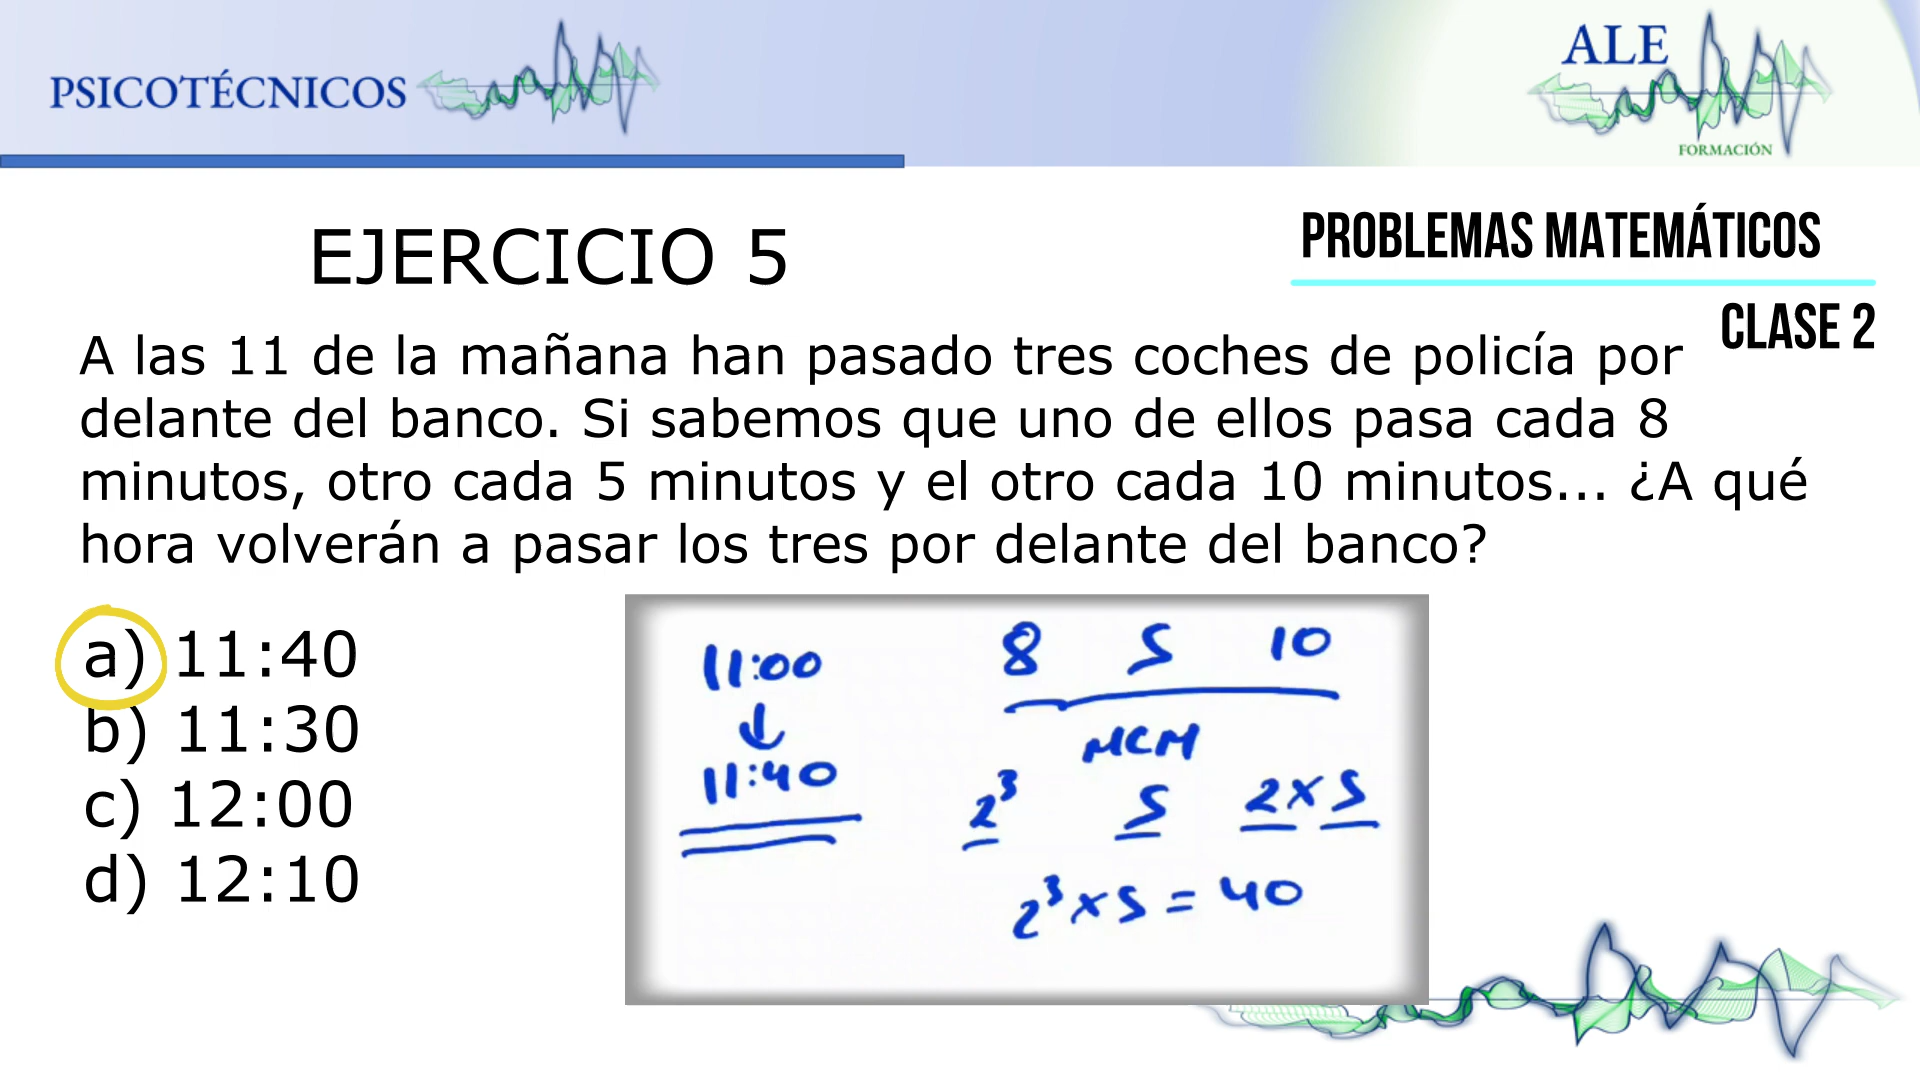 PSICOTÉCNICOS
ALE
FORMACIÓN
EJERCICIO 5
PROBLEMAS MATEMÁTICOS
CLASE 2
A las 11 de la mañana han pasado tres coches de policía por
delante del banco. Si sabemos que uno de ellos pasa cada 8
minutos, otro cada 5 minutos y el otro cada 10 minutos... ¿A qué
hora volverán a pasar los tres por delante del banco?
a) 11:40
b) 11:30
c) 12:00
d) 12:10
11:00
↓
11:40
8 5 10
MCM
2³ 5 2x5
2³x5 = 40